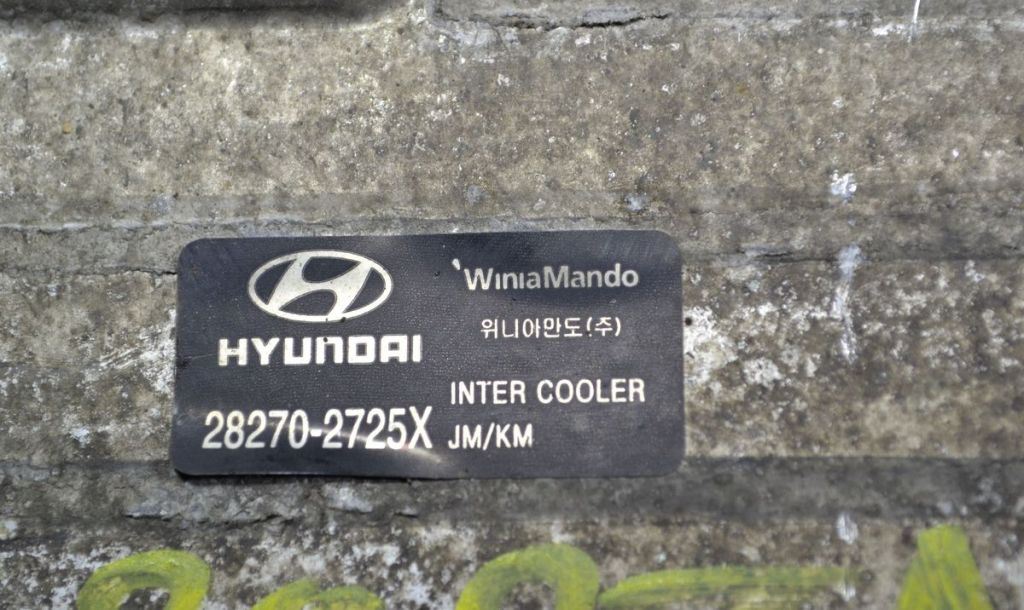 HYUNDAI
28270-2725X
WiniaMando
위니아만도(주)
INTER COOLER
JM/KM